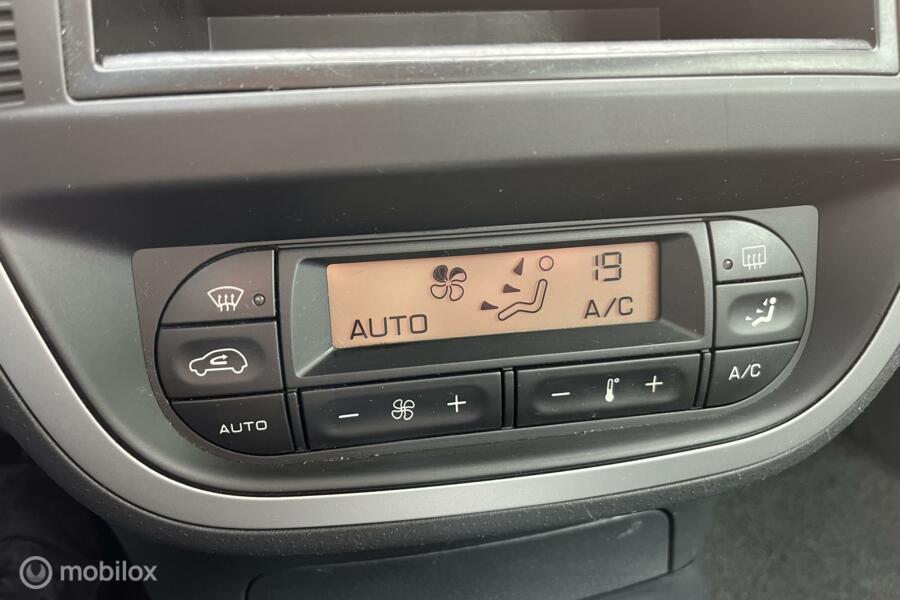 19
AUTO A/C
A/C
AUTO - + - +
mobilox